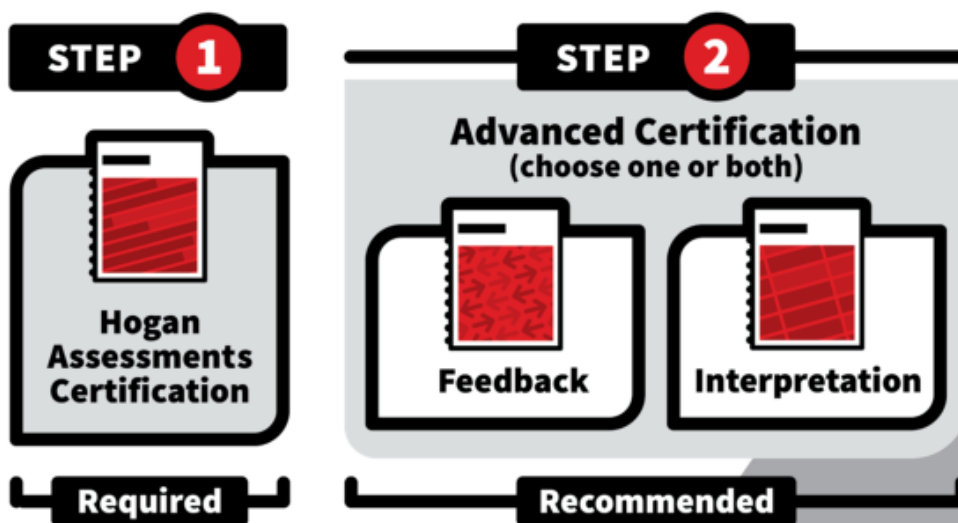 STEP 1
Hogan
Assessments
Certification
Required
STEP 2
Advanced Certification
(choose one or both)
Feedback
Interpretation
Recommended